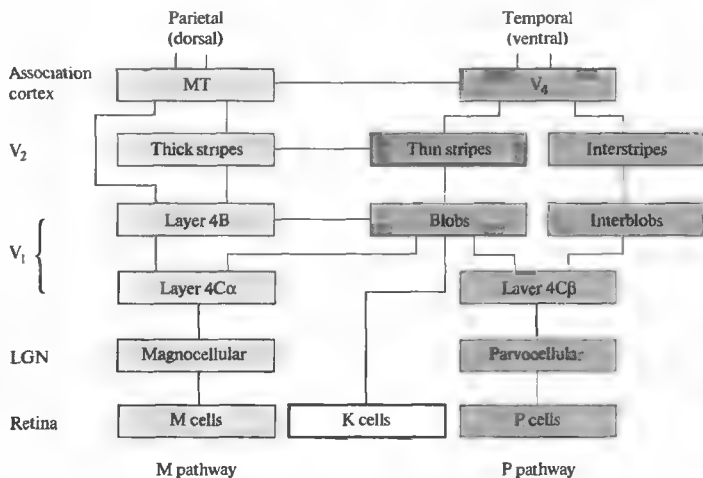 Parietal
(dorsal)
Temporal
(ventral)
Association
cortex
MT
V4
V2
Thick stripes
Thin stripes
Interstripes
V1
Layer 4B
Blobs
Interblobs
Layer 4Cα
Layer 4Cβ
LGN
Magnocellular
Parvocellular
Retina
M cells
K cells
P cells
M pathway
P pathway